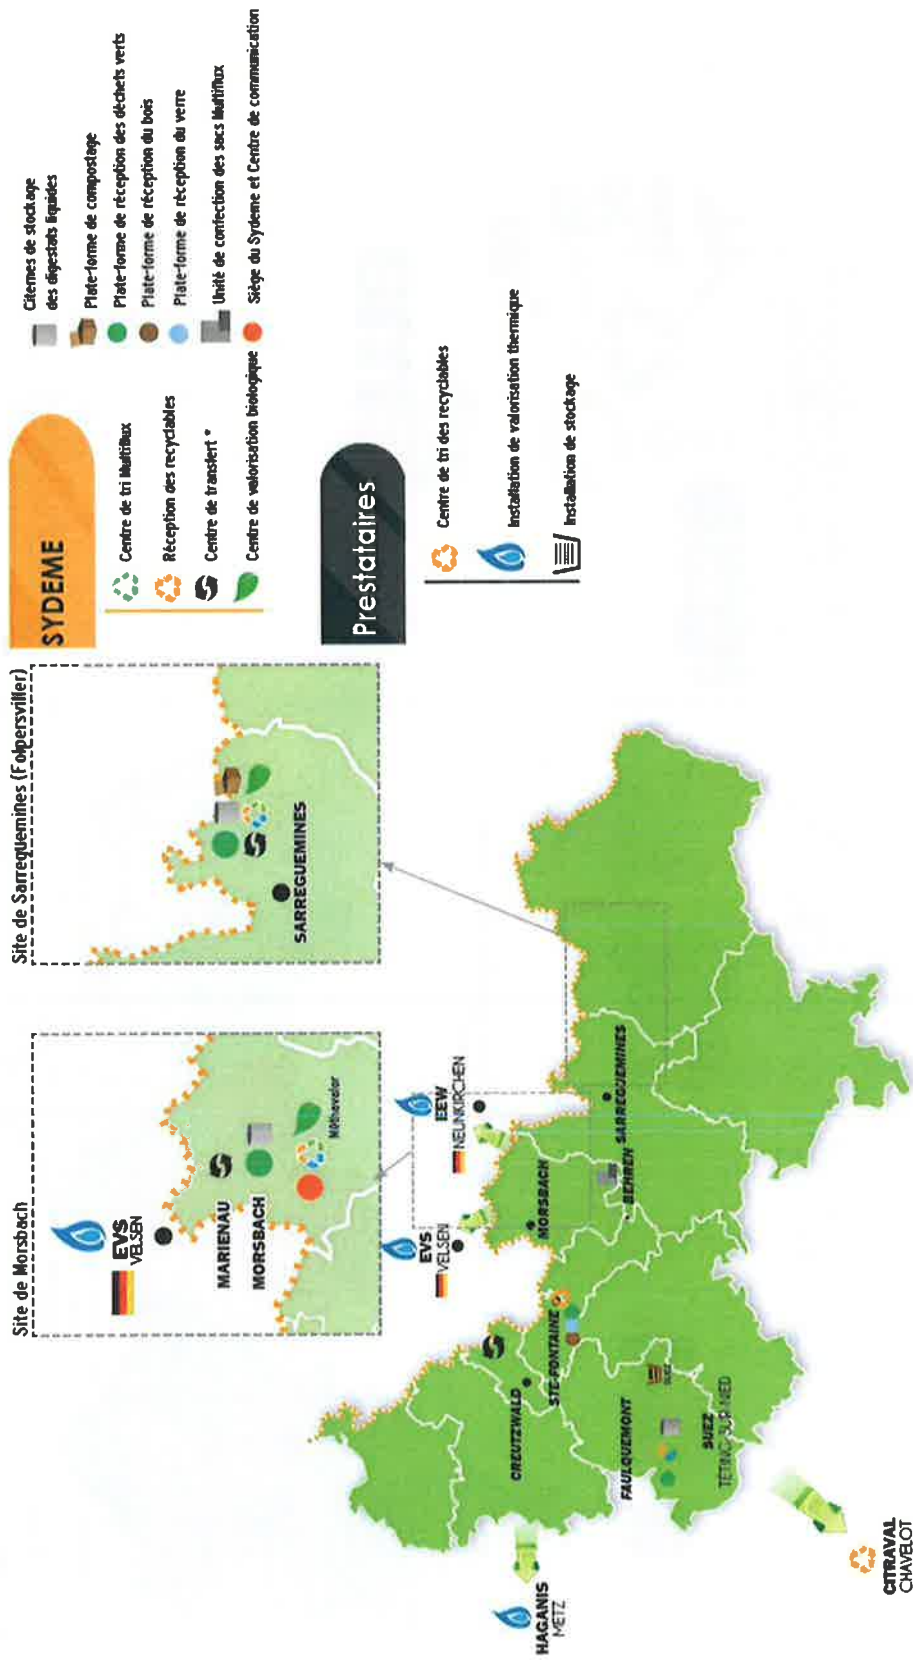 Site de Morsbach
EVS
VELSEN
MARIENAU
MORSBACH
Méthavalor
Site de Sarreguemines (Folpersviller)
SARREGUEMINES
SYDEME
Centre de tri Multiflux
Réception des recyclables
Centre de transfert *
Centre de valorisation biologique
Citernes de stockage
des digestats liquides
Plate-forme de compostage
Plate-forme de réception des déchets verts
Plate-forme de réception du bois
Plate-forme de réception du verre
Unité de confection des sacs Multiflux
Siège du Sydeme et Centre de communication
Prestataires
Centre de tri des recyclables
Installation de valorisation thermique
Installation de stockage
EVS
VELSEN
EEW
NEUNKIRCHEN
MORSBACH
BEHREN
SARREGUEMINES
CREUTZWALD
STE-FONTAINE
FAULQUEMONT
SUEZ
SUEZ
TETING-SUR-NIED
HAGANIS
METZ
CITRAVAL
CHAVELOT